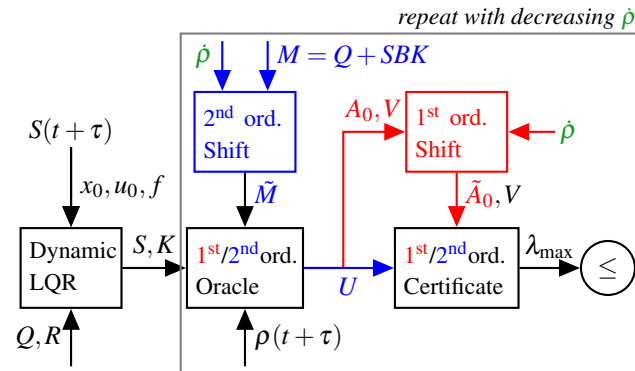 repeat with decreasing ρ̇
ρ̇
M = Q + SBK
2nd ord.
Shift
A0, V
1st ord.
Shift
ρ̇
S(t + τ)
M̃
Ã0, V
x0, u0, f
Dynamic
LQR
S, K
1st/2nd ord.
Oracle
U
1st/2nd ord.
Certificate
λmax
≤
Q, R
ρ(t + τ)